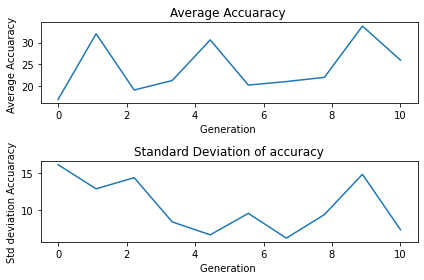 Average Accuaracy
Average Accuaracy
30
25
20
0 2 4 6 8 10
Generation
Standard Deviation of accuracy
Std deviation Accuaracy
15
10
0 2 4 6 8 10
Generation